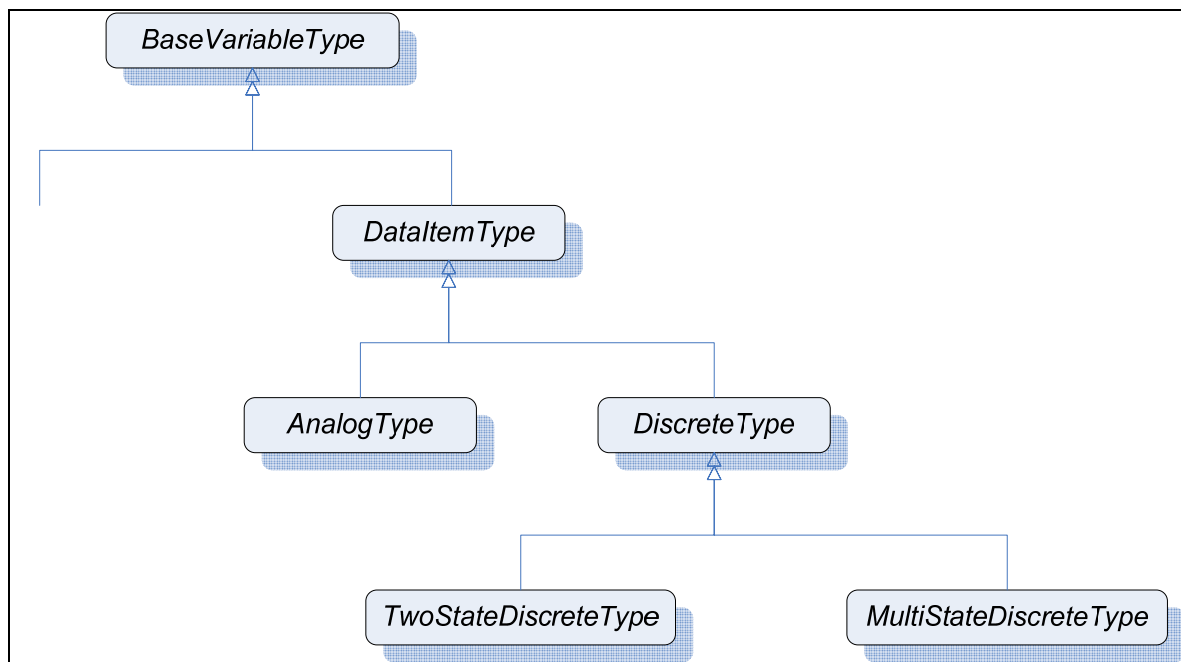 BaseVariableType
DataItemType
AnalogType
DiscreteType
TwoStateDiscreteType
MultiStateDiscreteType